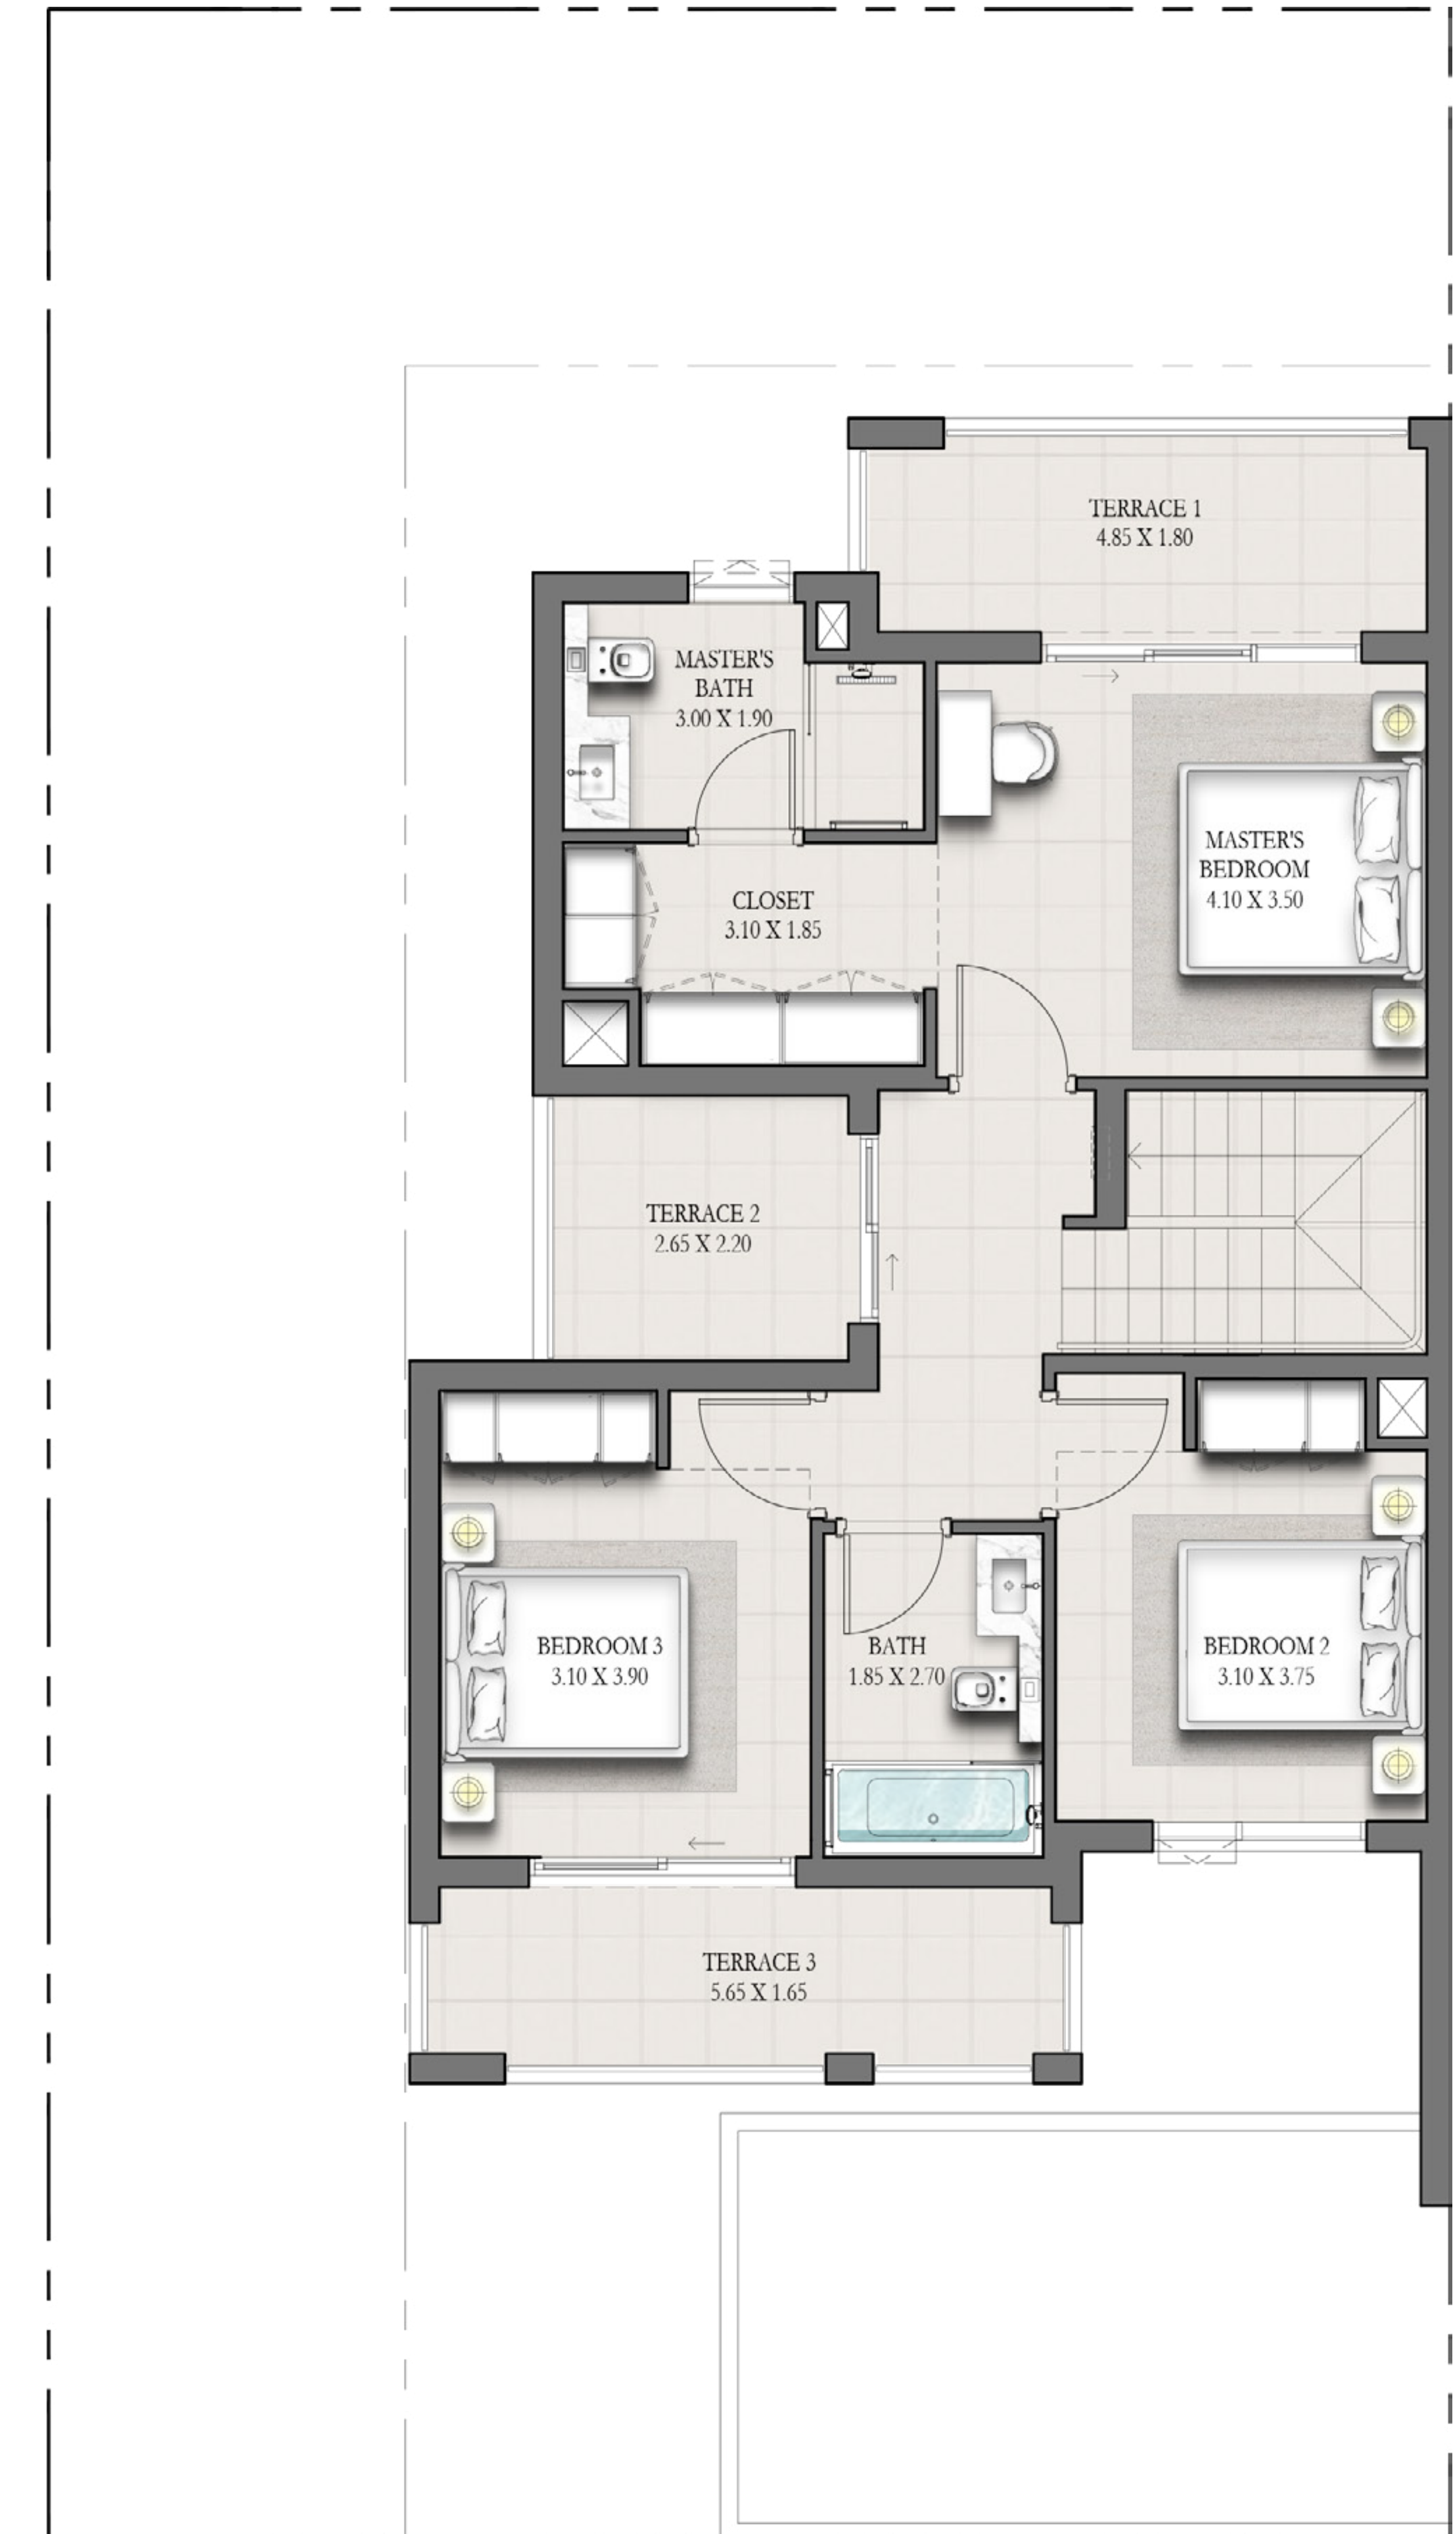 TERRACE 1
4.85 X 1.80
MASTER'S
BATH
3.00 X 1.90
MASTER'S
BEDROOM
4.10 X 3.50
CLOSET
3.10 X 1.85
TERRACE 2
2.65 X 2.20
BEDROOM 3
3.10 X 3.90
BATH
1.85 X 2.70
BEDROOM 2
3.10 X 3.75
TERRACE 3
5.65 X 1.65